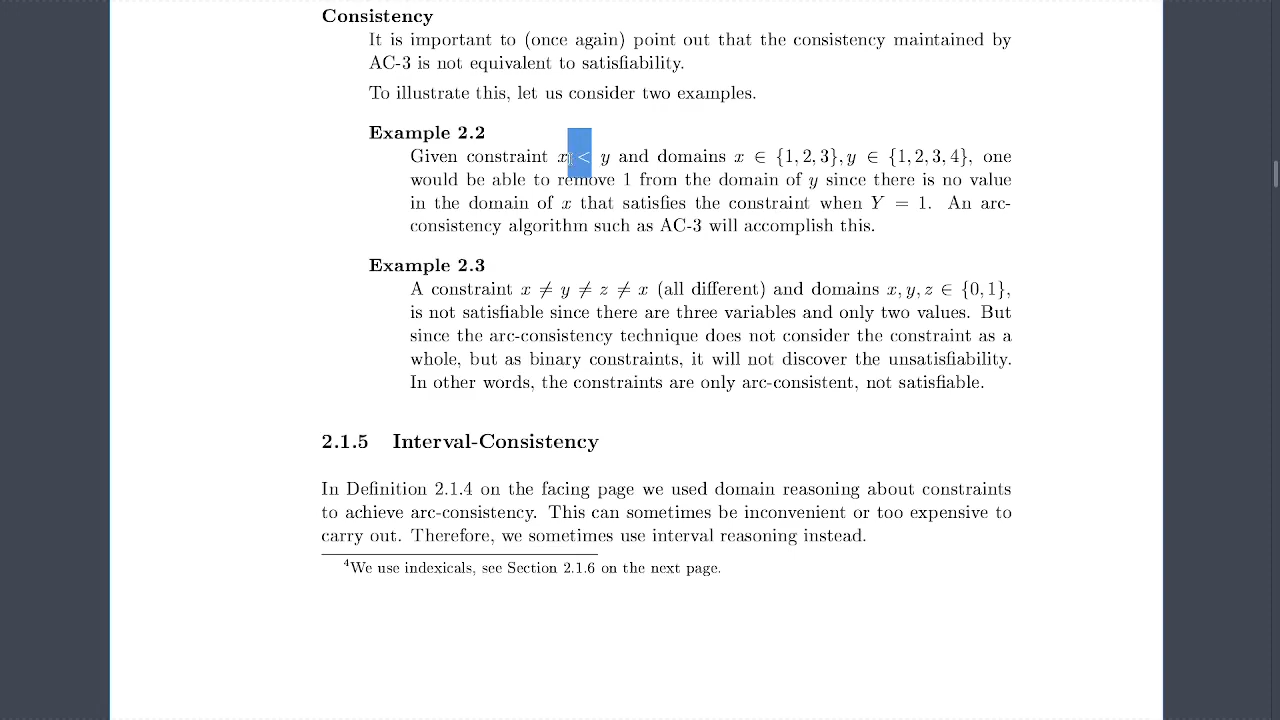 Consistency
It is important to (once again) point out that the consistency maintained by
AC-3 is not equivalent to satisfiability.
To illustrate this, let us consider two examples.
Example 2.2
Given constraint x < y and domains x ∈ {1, 2, 3}, y ∈ {1, 2, 3, 4}, one
would be able to remove 1 from the domain of y since there is no value
in the domain of x that satisfies the constraint when Y = 1. An arc-
consistency algorithm such as AC-3 will accomplish this.
Example 2.3
A constraint x ≠ y ≠ z ≠ x (all different) and domains x, y, z ∈ {0, 1},
is not satisfiable since there are three variables and only two values. But
since the arc-consistency technique does not consider the constraint as a
whole, but as binary constraints, it will not discover the unsatisfiability.
In other words, the constraints are only arc-consistent, not satisfiable.
2.1.5 Interval-Consistency
In Definition 2.1.4 on the facing page we used domain reasoning about constraints
to achieve arc-consistency. This can sometimes be inconvenient or too expensive to
carry out. Therefore, we sometimes use interval reasoning instead.
4We use indexicals, see Section 2.1.6 on the next page.